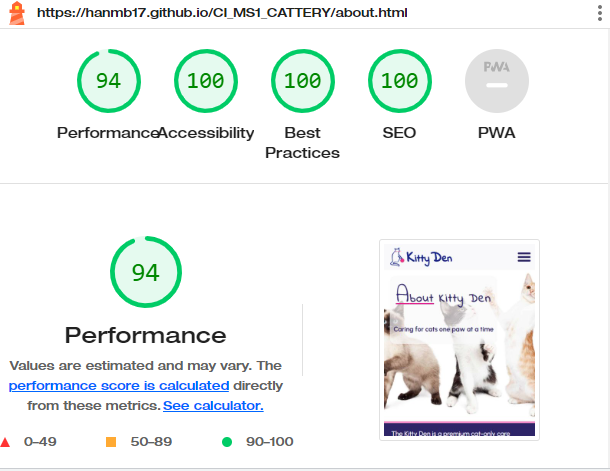 https://hanmb17.github.io/CI_MS1_CATTERY/about.html
94
100
100
100
PWA
Performance
Accessibility
Best
Practices
SEO
PWA
94
Performance
Values are estimated and may vary. The
performance score is calculated directly
from these metrics. See calculator.
0–49
50–89
90–100
Kitty Den
About Kitty Den
Caring for cats one paw at a time
The Kitty Den is a premium cat-only care